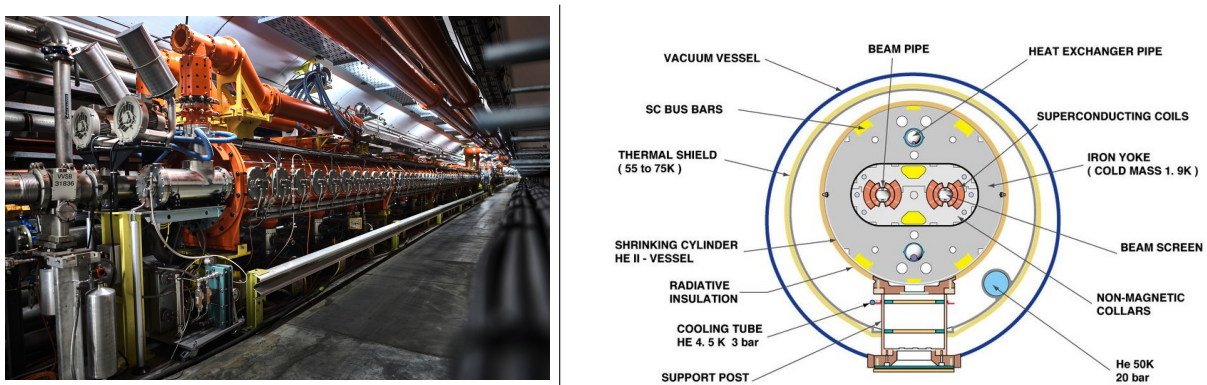 VVSB
31836
BEAM PIPE
HEAT EXCHANGER PIPE
VACUUM VESSEL
SC BUS BARS
SUPERCONDUCTING COILS
THERMAL SHIELD
( 55 to 75K )
IRON YOKE
( COLD MASS 1. 9K )
SHRINKING CYLINDER
HE II - VESSEL
BEAM SCREEN
RADIATIVE
INSULATION
NON-MAGNETIC
COLLARS
COOLING TUBE
HE 4. 5 K 3 bar
He 50K
20 bar
SUPPORT POST